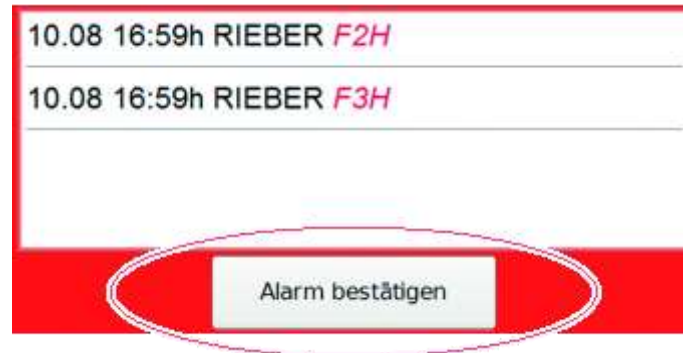 10.08 16:59h RIEBER F2H
10.08 16:59h RIEBER F3H
Alarm bestätigen